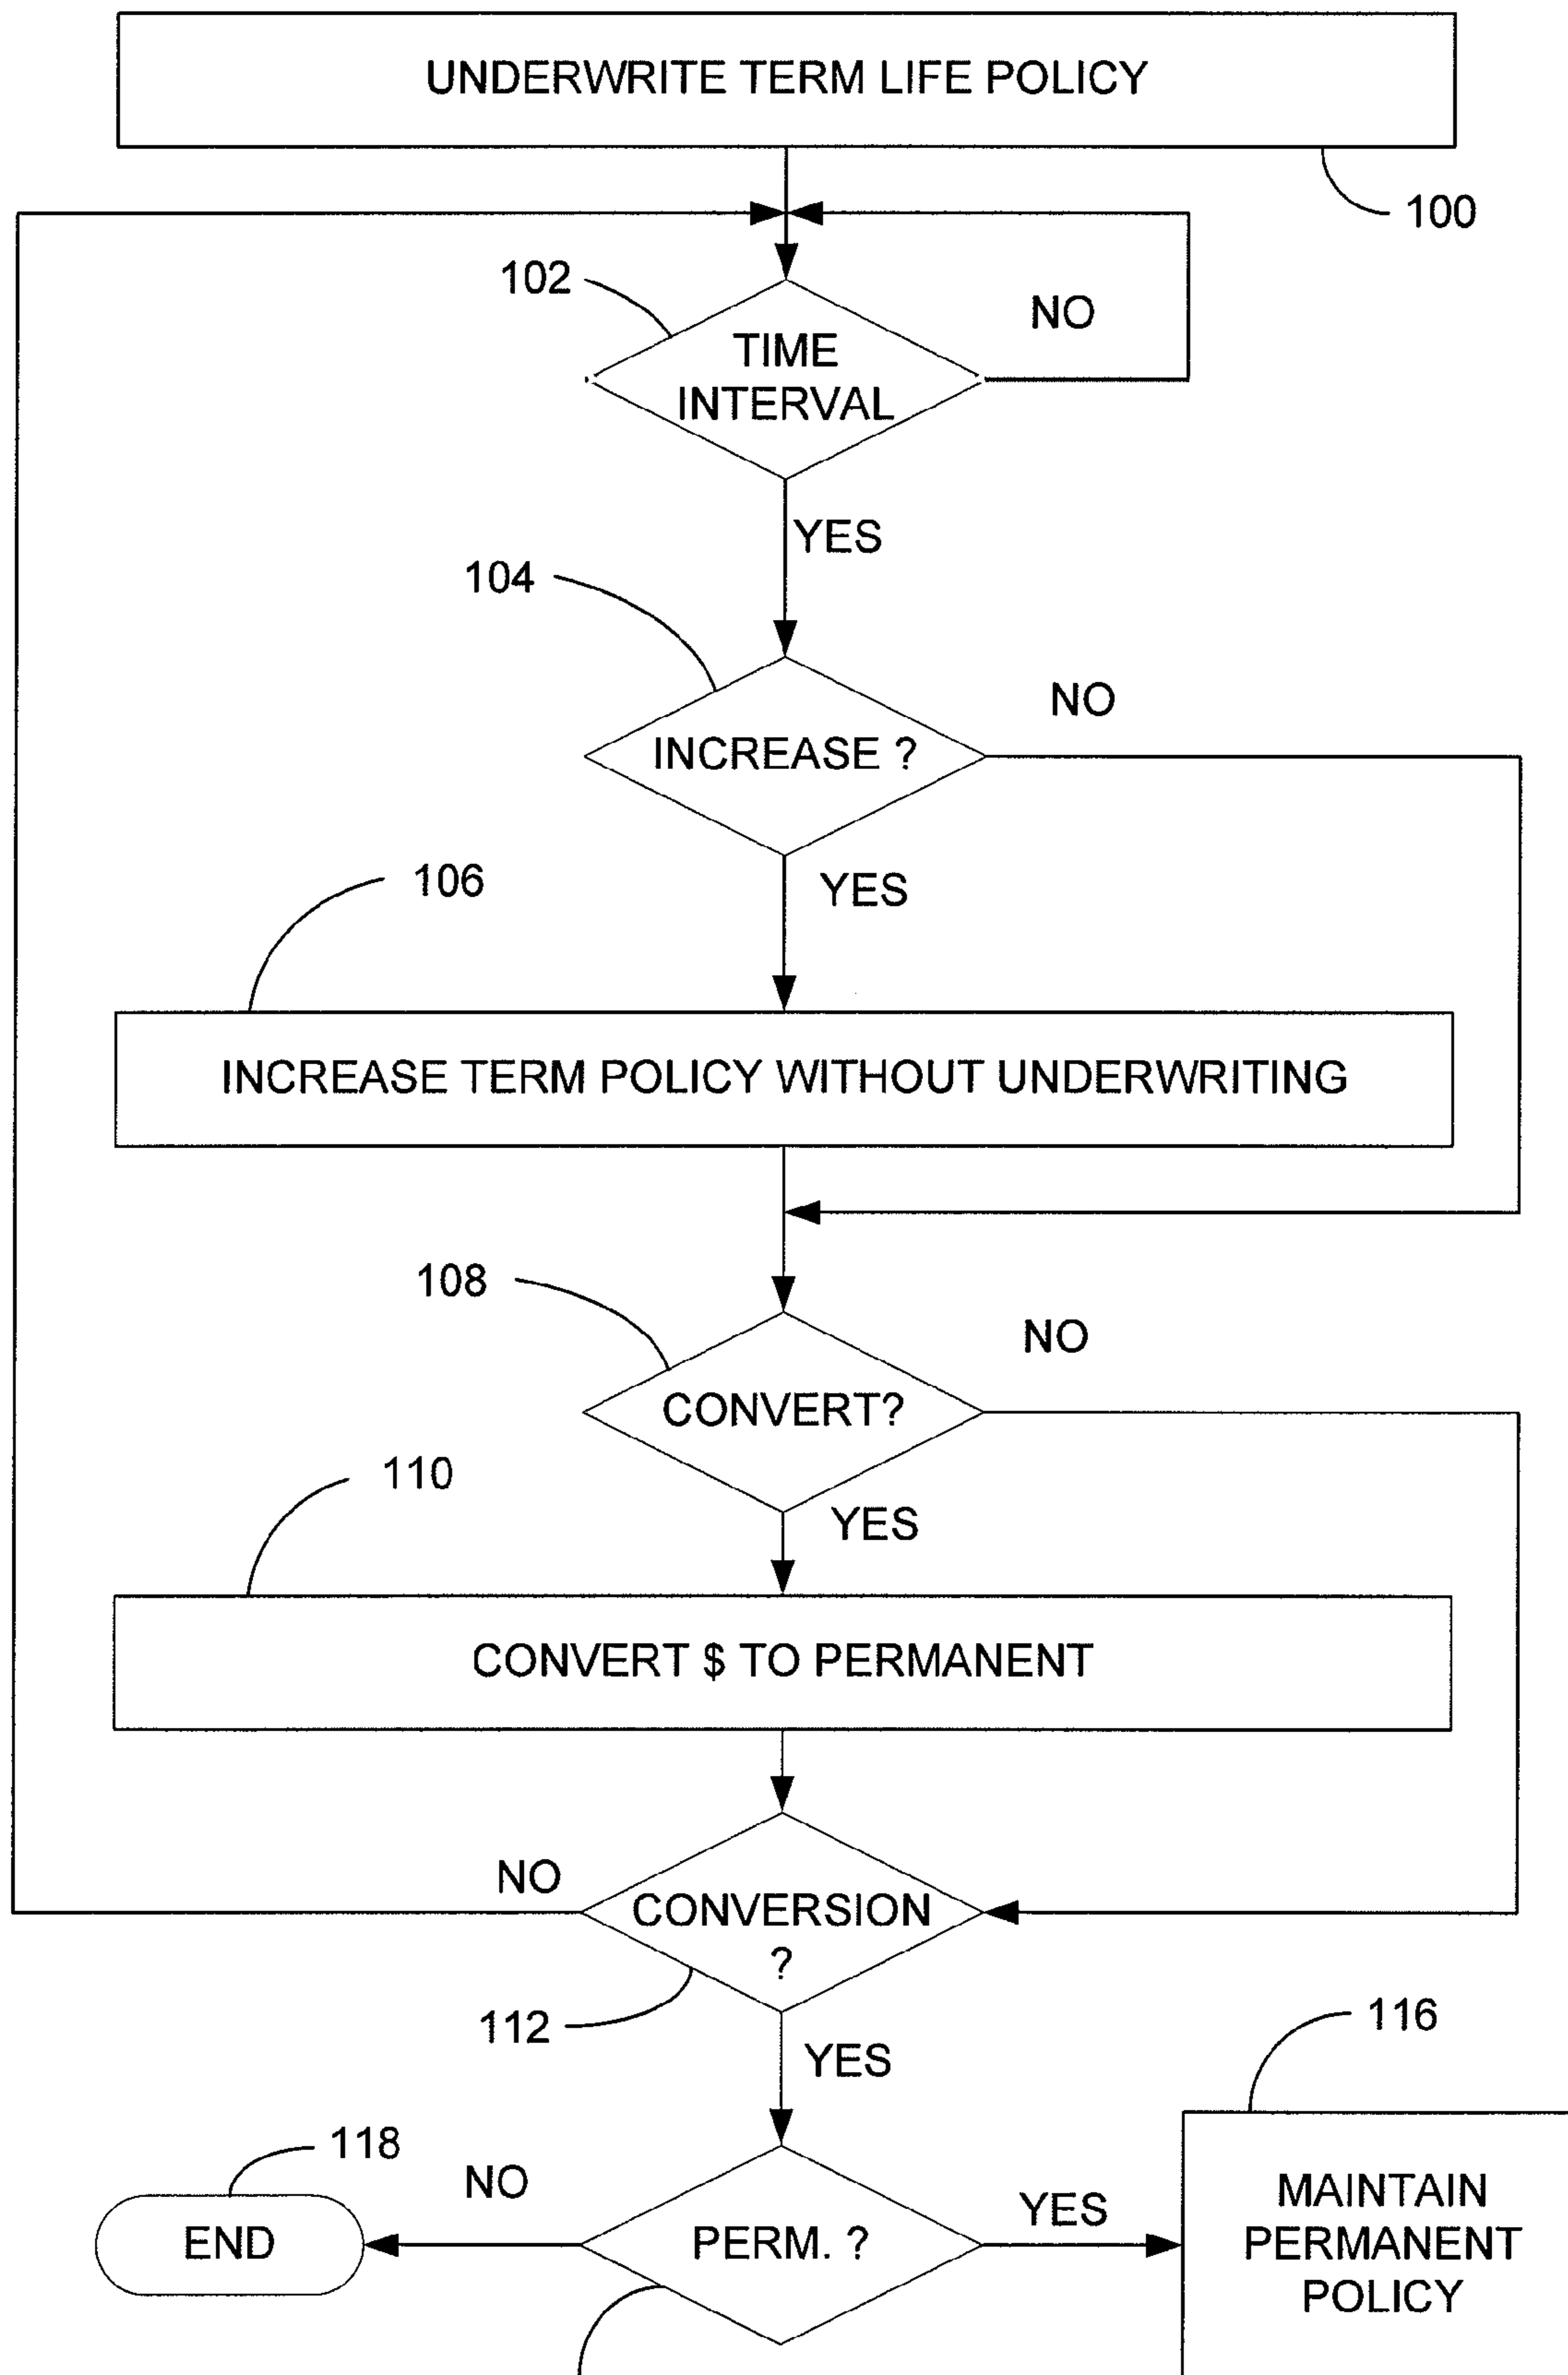 UNDERWRITE TERM LIFE POLICY
100
102
NO
TIME
INTERVAL
YES
104
NO
INCREASE ?
106
YES
INCREASE TERM POLICY WITHOUT UNDERWRITING
108
NO
CONVERT?
110
YES
CONVERT $ TO PERMANENT
NO
CONVERSION
?
112
116
YES
118
NO
YES
END
PERM. ?
MAINTAIN
PERMANENT
POLICY